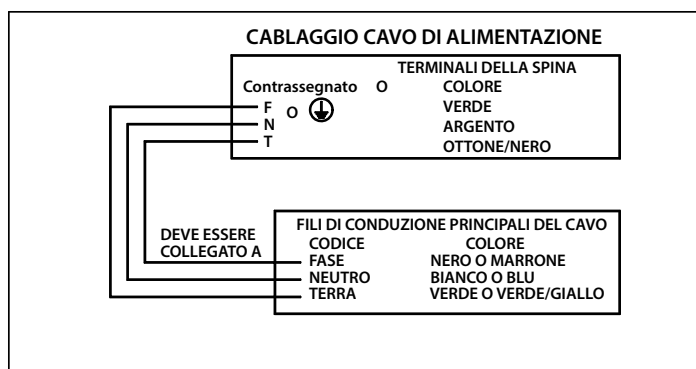 CABLAGGIO CAVO DI ALIMENTAZIONE
TERMINALI DELLA SPINA
Contrassegnato O COLORE
F O VERDE
N ARGENTO
T OTTONE/NERO
DEVE ESSERE
COLLEGATO A
FILI DI CONDUZIONE PRINCIPALI DEL CAVO
CODICE COLORE
FASE NERO O MARRONE
NEUTRO BIANCO O BLU
TERRA VERDE O VERDE/GIALLO